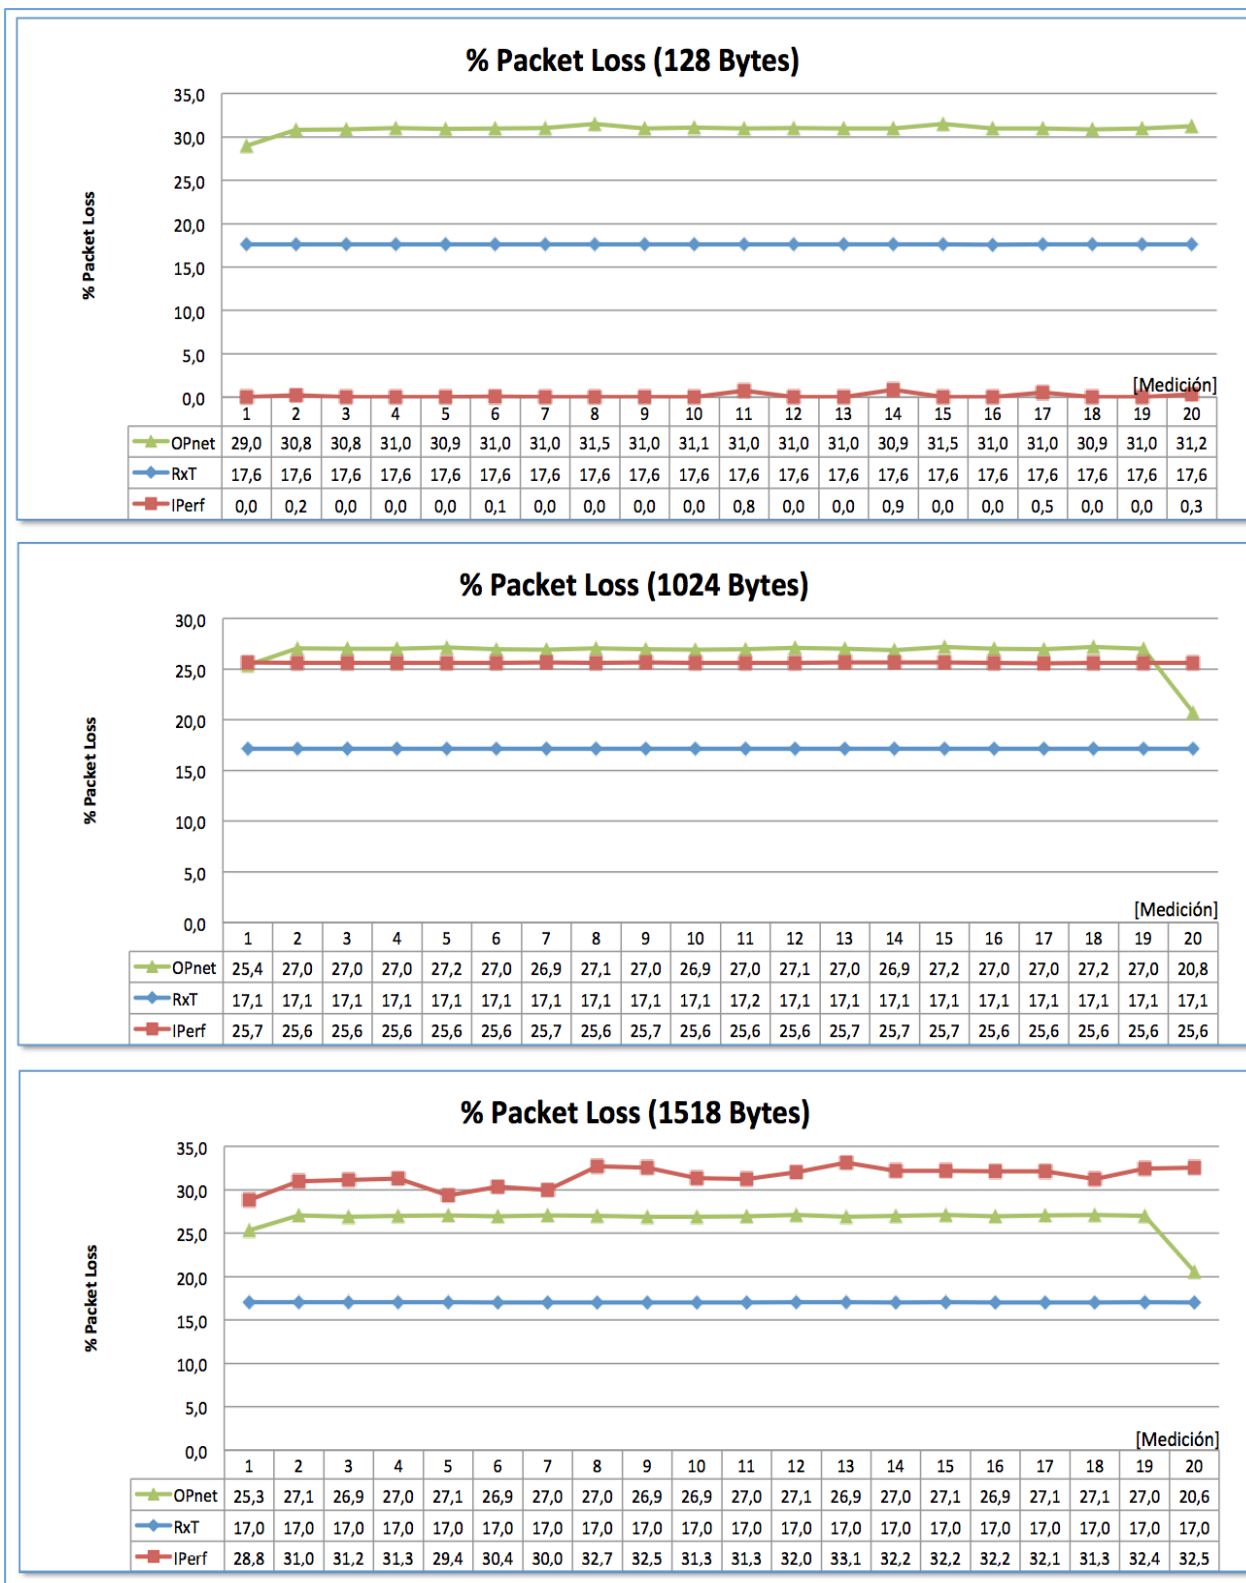 % Packet Loss (128 Bytes)
% Packet Loss
35,0
30,0
25,0
20,0
15,0
10,0
5,0
0,0
[Medición]
1 2 3 4 5 6 7 8 9 10 11 12 13 14 15 16 17 18 19 20
OPnet 29,0 30,8 30,8 31,0 30,9 31,0 31,0 31,5 31,0 31,1 31,0 31,0 31,0 30,9 31,5 31,0 31,0 30,9 31,0 31,2
RxT 17,6 17,6 17,6 17,6 17,6 17,6 17,6 17,6 17,6 17,6 17,6 17,6 17,6 17,6 17,6 17,6 17,6 17,6 17,6 17,6
IPerf 0,0 0,2 0,0 0,0 0,0 0,1 0,0 0,0 0,0 0,0 0,8 0,0 0,0 0,9 0,0 0,0 0,5 0,0 0,0 0,3
% Packet Loss (1024 Bytes)
% Packet Loss
30,0
25,0
20,0
15,0
10,0
5,0
0,0
[Medición]
1 2 3 4 5 6 7 8 9 10 11 12 13 14 15 16 17 18 19 20
OPnet 25,4 27,0 27,0 27,0 27,2 27,0 26,9 27,1 27,0 26,9 27,0 27,1 27,0 26,9 27,2 27,0 27,0 27,2 27,0 20,8
RxT 17,1 17,1 17,1 17,1 17,1 17,1 17,1 17,1 17,1 17,1 17,2 17,1 17,1 17,1 17,1 17,1 17,1 17,1 17,1 17,1
IPerf 25,7 25,6 25,6 25,6 25,6 25,6 25,7 25,6 25,7 25,6 25,6 25,6 25,7 25,7 25,7 25,6 25,6 25,6 25,6 25,6
% Packet Loss (1518 Bytes)
% Packet Loss
35,0
30,0
25,0
20,0
15,0
10,0
5,0
0,0
[Medición]
1 2 3 4 5 6 7 8 9 10 11 12 13 14 15 16 17 18 19 20
OPnet 25,3 27,1 26,9 27,0 27,1 26,9 27,0 27,0 26,9 26,9 27,0 27,1 26,9 27,0 27,1 26,9 27,1 27,1 27,0 20,6
RxT 17,0 17,0 17,0 17,0 17,0 17,0 17,0 17,0 17,0 17,0 17,0 17,0 17,0 17,0 17,0 17,0 17,0 17,0 17,0 17,0
IPerf 28,8 31,0 31,2 31,3 29,4 30,4 30,0 32,7 32,5 31,3 31,3 32,0 33,1 32,2 32,2 32,2 32,1 31,3 32,4 32,5